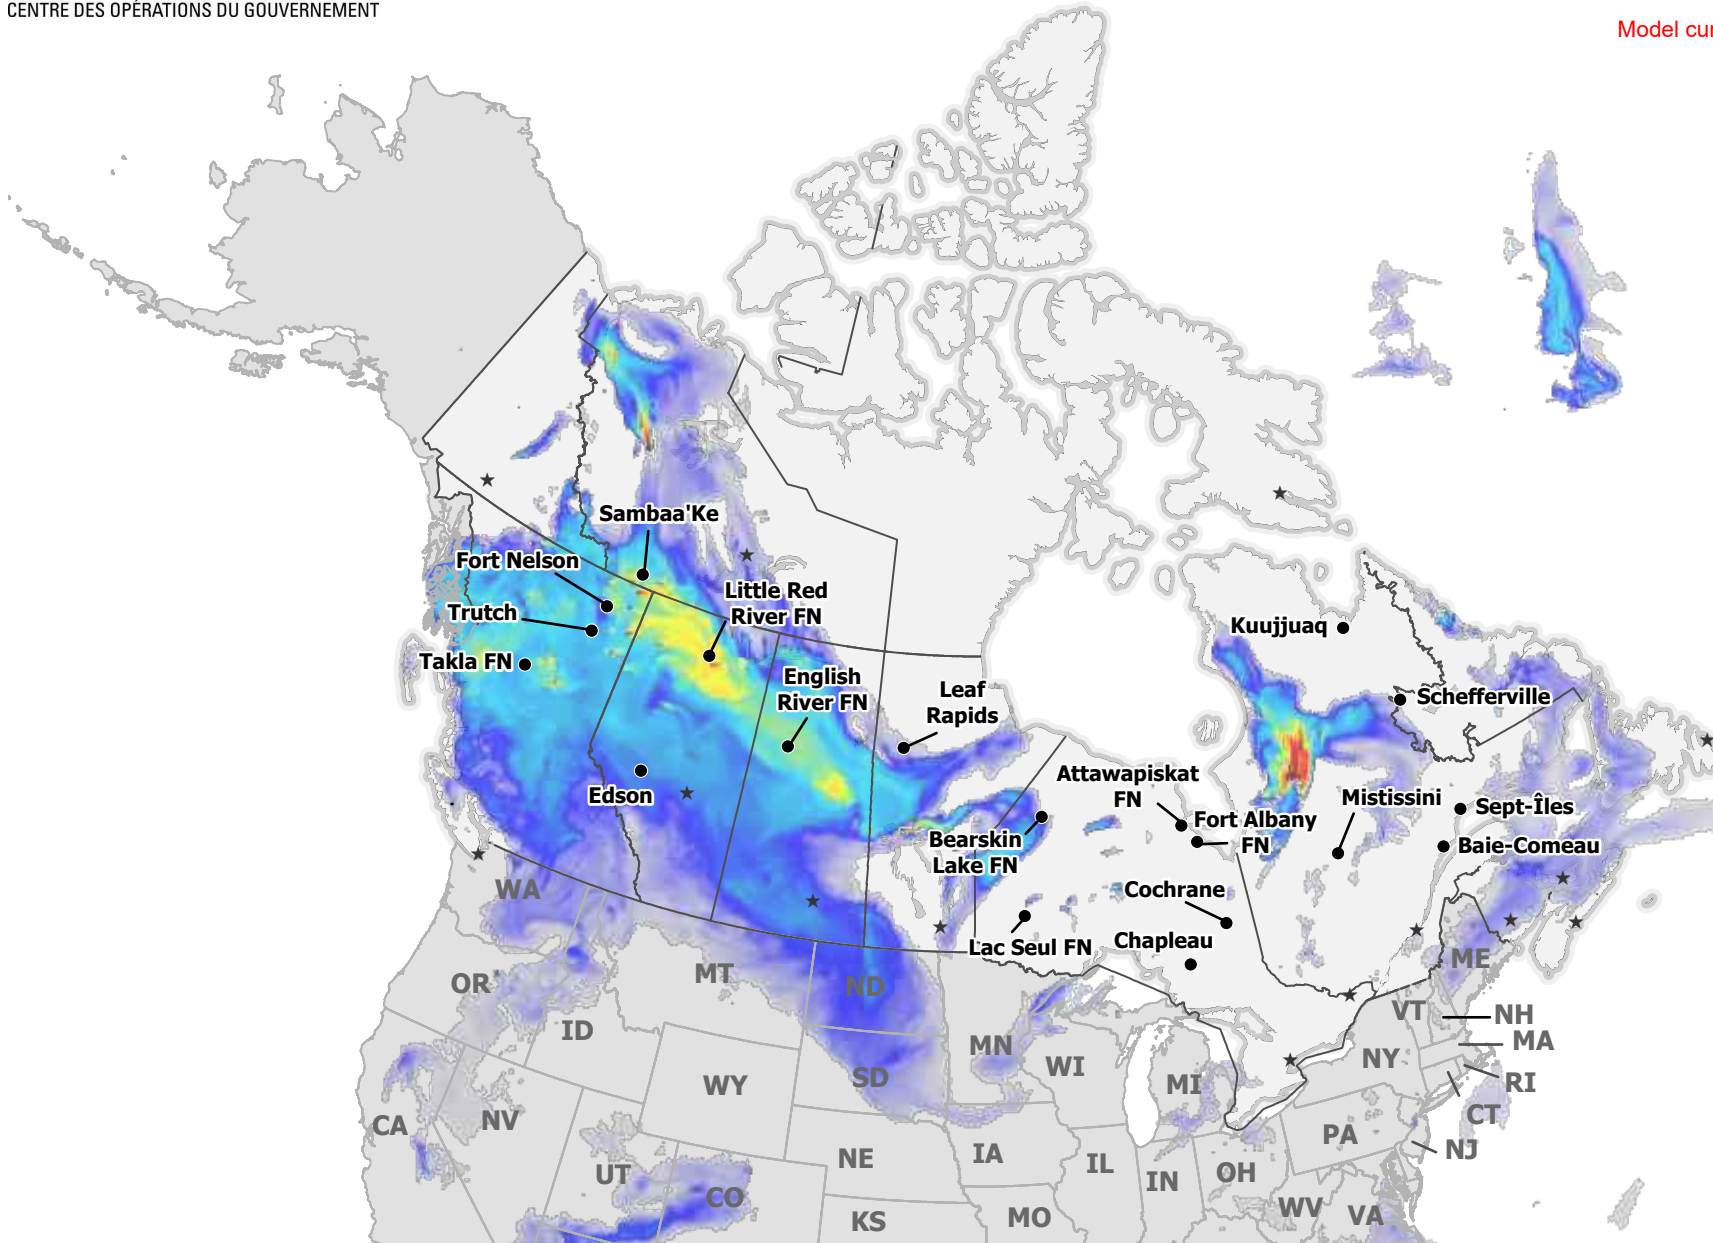 CENTRE DES OPÉRATIONS DU GOUVERNEMENT
Model cur
Sambaa'Ke
Fort Nelson
Little Red
River FN
Trutch
Kuujjuaq
Takla FN
English
River FN
Leaf
Rapids
Schefferville
Attawapiskat
FN
Mistissini
Edson
Sept-Îles
Fort Albany
FN
Bearskin
Lake FN
Baie-Comeau
WA
Cochrane
Lac Seul FN
Chapleau
ME
OR
MT
ND
VT
NH
ID
MN
MA
WI
NY
SD
WY
MI
RI
CA
NV
CT
PA
NJ
NE
IA
IL
UT
CO
IN
OH
KS
MO
WV
VA